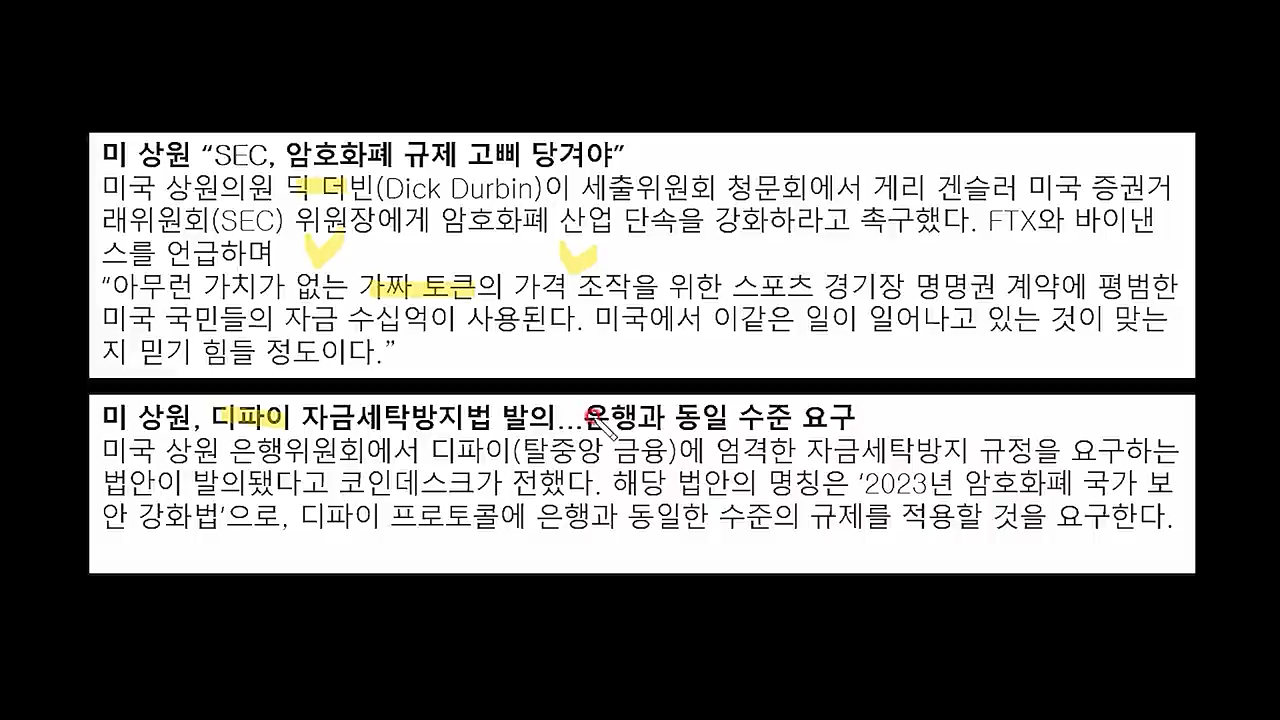 미 상원 “SEC, 암호화폐 규제 고삐 당겨야”
미국 상원의원 딕 더빈(Dick Durbin)이 세출위원회 청문회에서 게리 겐슬러 미국 증권거
래위원회(SEC) 위원장에게 암호화폐 산업 단속을 강화하라고 촉구했다. FTX와 바이낸
스를 언급하며
“아무런 가치가 없는 가짜 토큰의 가격 조작을 위한 스포츠 경기장 명명권 계약에 평범한
미국 국민들의 자금 수십억이 사용된다. 미국에서 이같은 일이 일어나고 있는 것이 맞는
지 믿기 힘들 정도이다.”
미 상원, 디파이 자금세탁방지법 발의...은행과 동일 수준 요구
미국 상원 은행위원회에서 디파이(탈중앙 금융)에 엄격한 자금세탁방지 규정을 요구하는
법안이 발의됐다고 코인데스크가 전했다. 해당 법안의 명칭은 ‘2023년 암호화폐 국가 보
안 강화법’으로, 디파이 프로토콜에 은행과 동일한 수준의 규제를 적용할 것을 요구한다.